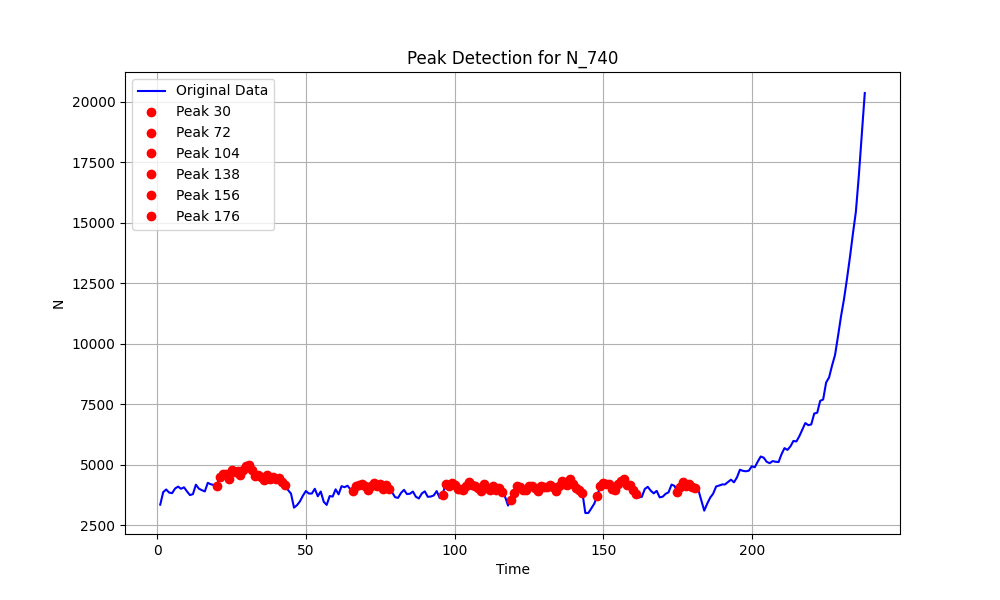 Peak Detection for N_740
Original Data
Peak 30
Peak 72
Peak 104
Peak 138
Peak 156
Peak 176
20000
17500
15000
12500
10000
7500
5000
2500
N
0
50
100
150
200
Time